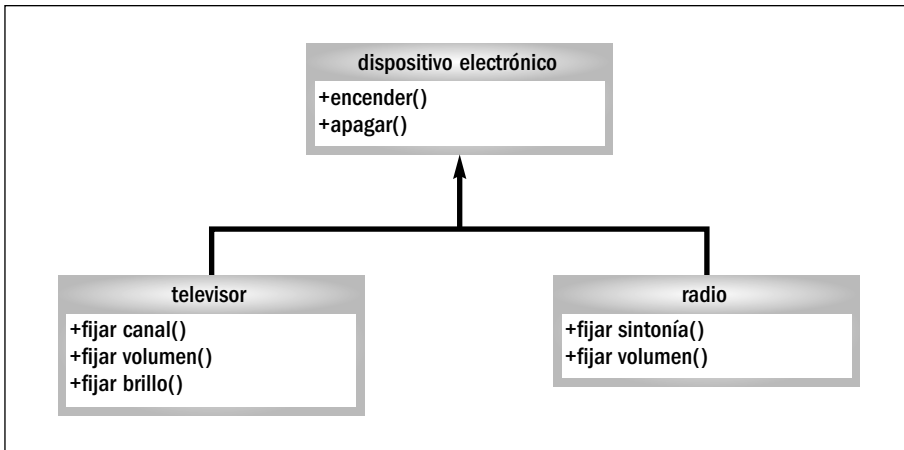 dispositivo electrónico
+encender()
+apagar()
televisor
+fijar canal()
+fijar volumen()
+fijar brillo()
radio
+fijar sintonía()
+fijar volumen()